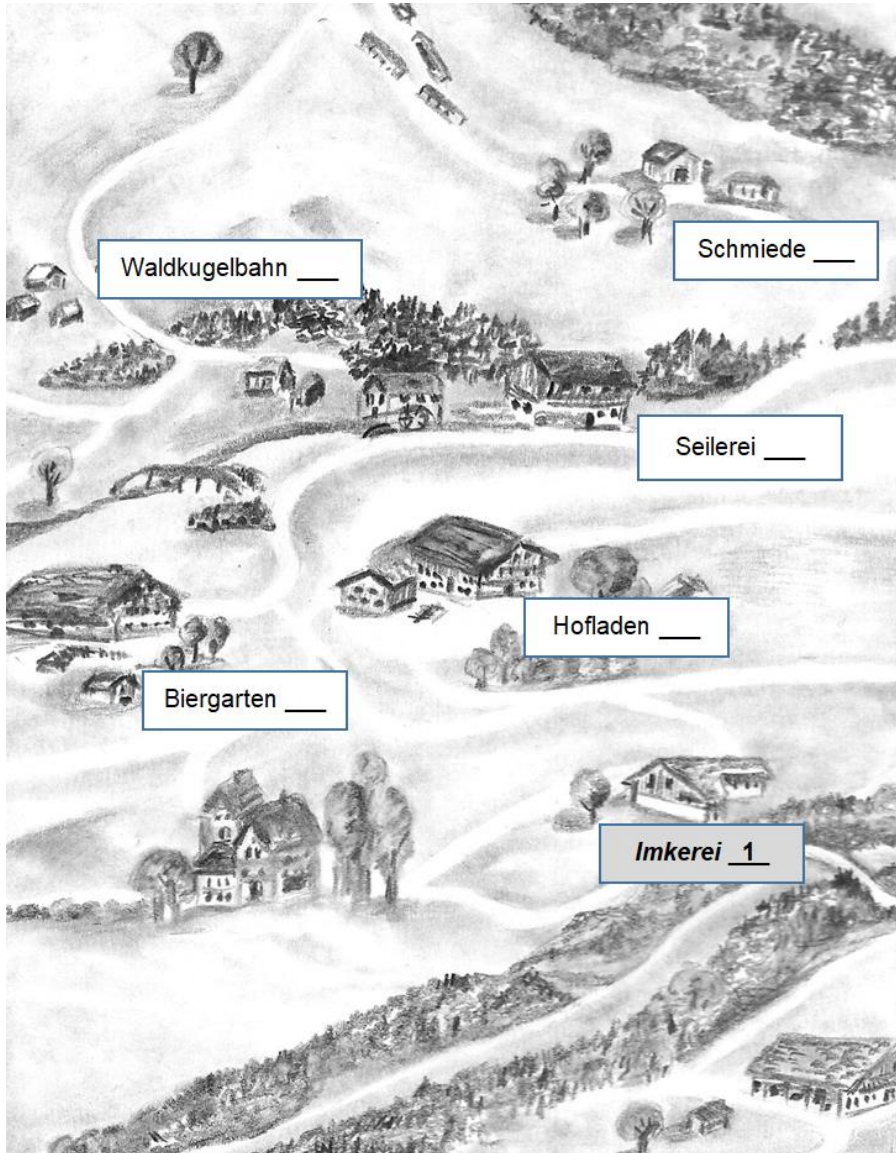 Waldkugelbahn ___
Schmiede ___
Seilerei ___
Hofladen ___
Biergarten ___
Imkerei _1_